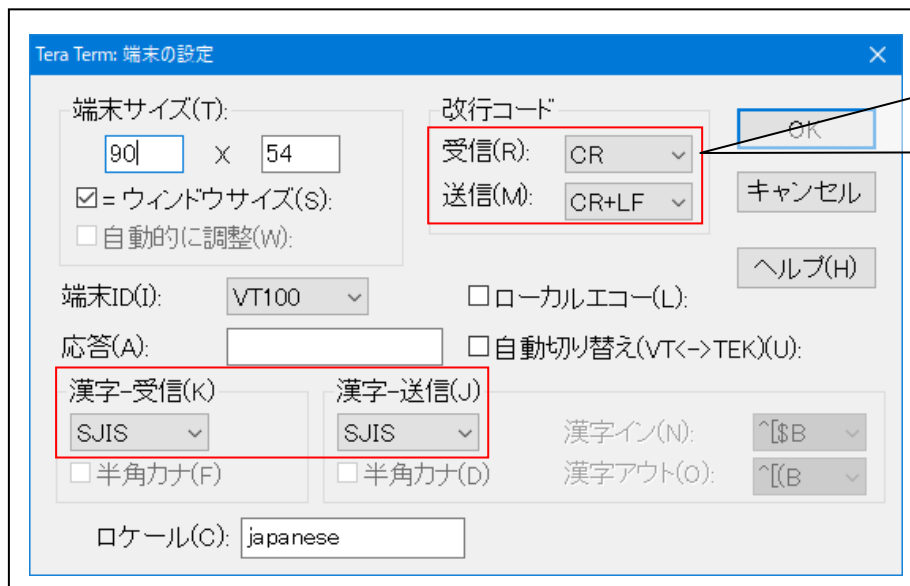 Tera Term: 端末の設定
端末サイズ(T):
90 X 54
= ウィンドウサイズ(S):
自動的に調整(W):
改行コード
受信(R): CR
送信(M): CR+LF
OK
キャンセル
ヘルプ(H)
端末ID(I): VT100
ローカルエコー(L):
応答(A):
自動切り替え(VT<->TEK)(U):
漢字-受信(K)
SJIS
半角カナ(F)
漢字-送信(J)
SJIS
半角カナ(D)
漢字イン(N): ^[$B
漢字アウト(O): ^[(B
ロケール(C): japanese